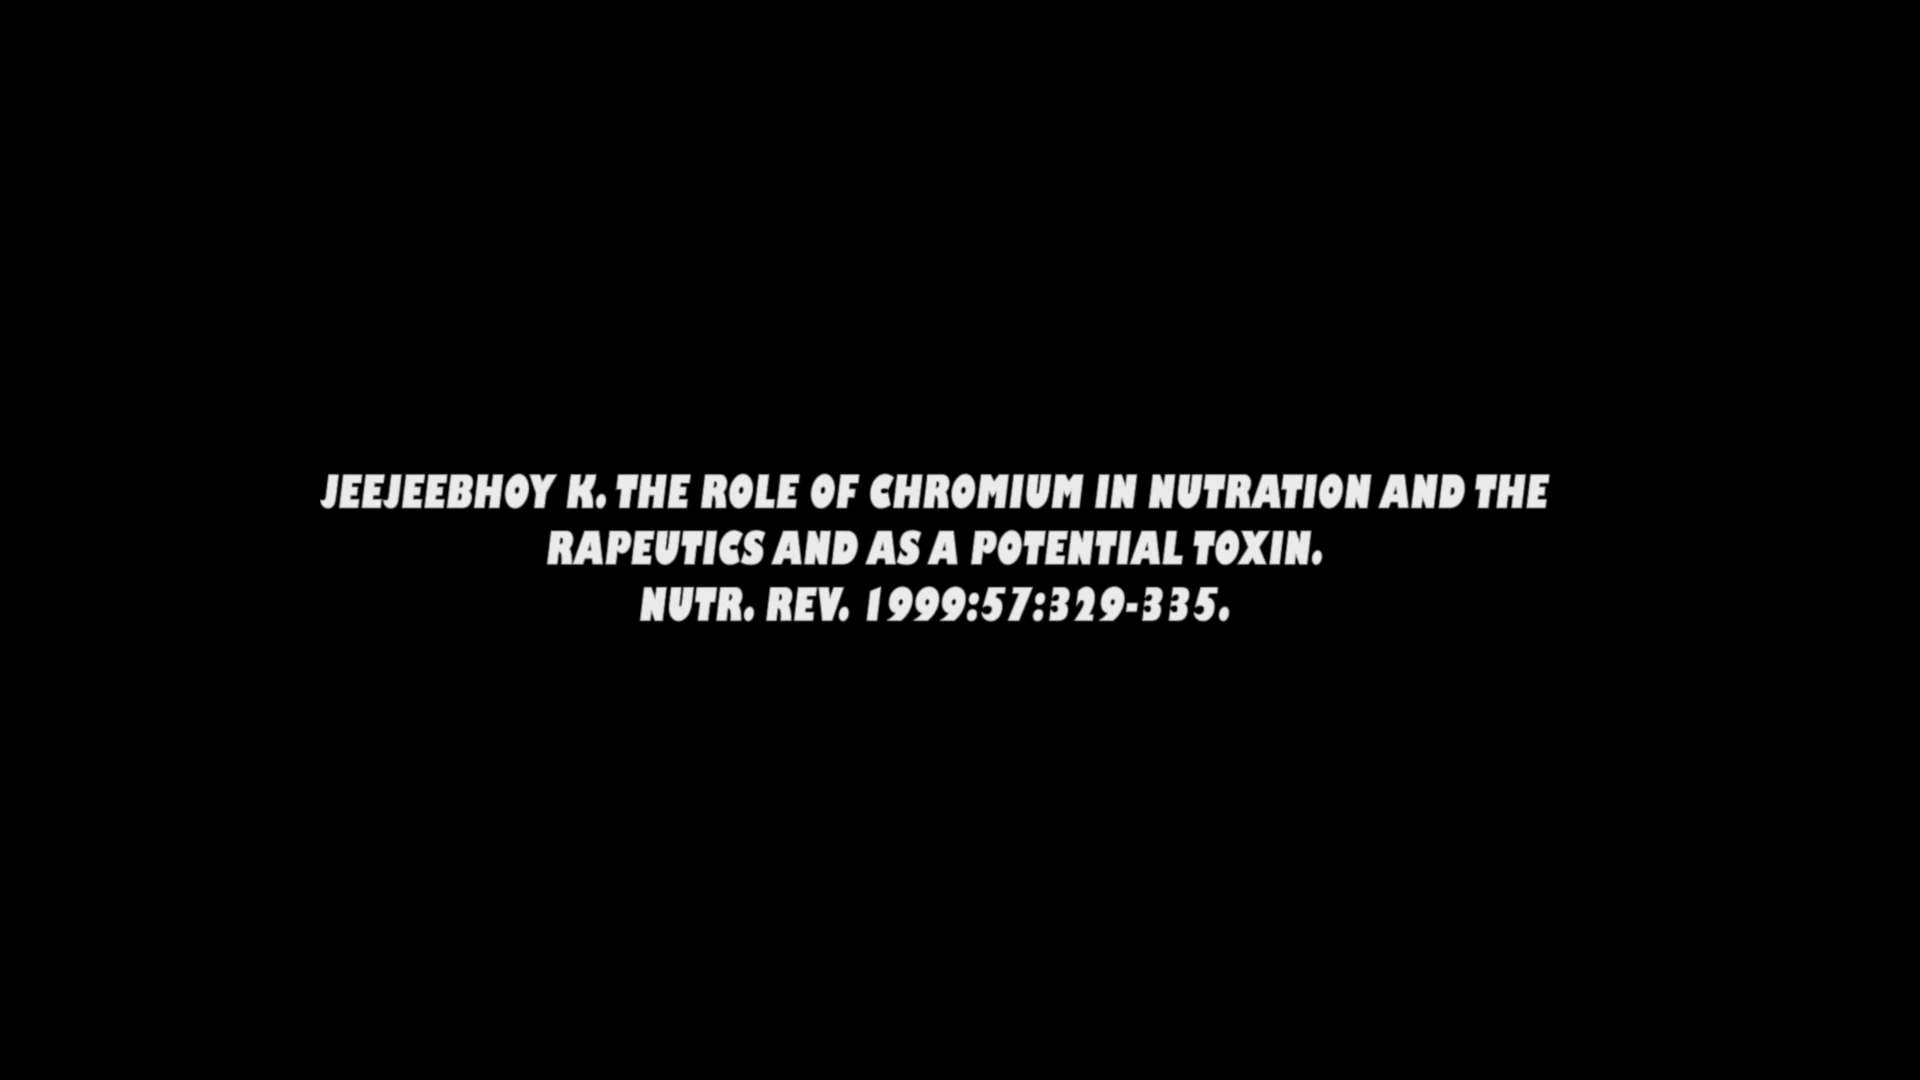 JEEJEEBHOY K. THE ROLE OF CHROMIUM IN NUTRATION AND THE
RAPEUTICS AND AS A POTENTIAL TOXIN.
NUTR. REV. 1999:57:329-335.